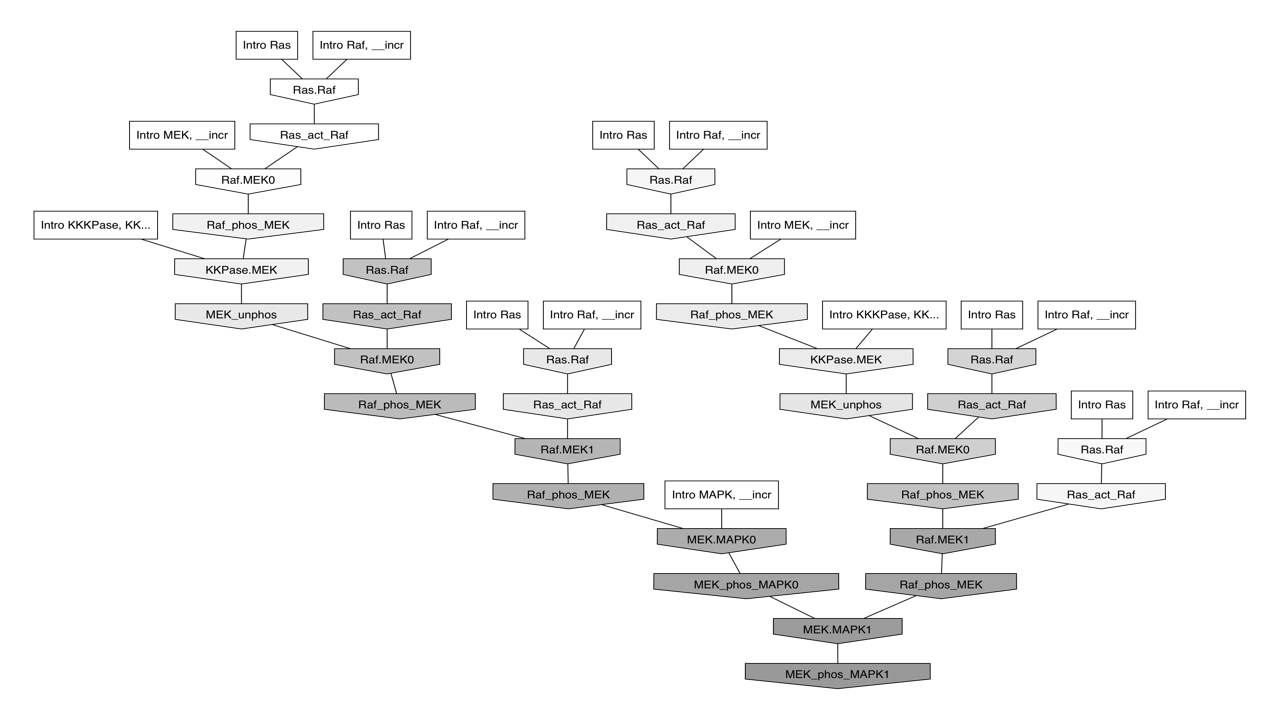 Intro Ras
Intro Raf, __incr
Ras.Raf
Intro MEK, __incr
Ras_act_Raf
Intro Ras
Intro Raf, __incr
Raf.MEK0
Ras.Raf
Intro KKKPase, KK...
Raf_phos_MEK
Intro Ras
Intro Raf, __incr
Ras_act_Raf
Intro MEK, __incr
KKPase.MEK
Ras.Raf
Raf.MEK0
MEK_unphos
Ras_act_Raf
Intro Ras
Intro Raf, __incr
Raf_phos_MEK
Intro KKKPase, KK...
Intro Ras
Intro Raf, __incr
Raf.MEK0
Ras.Raf
KKPase.MEK
Ras.Raf
Raf_phos_MEK
Ras_act_Raf
MEK_unphos
Ras_act_Raf
Intro Ras
Intro Raf, __incr
Raf.MEK1
Raf.MEK0
Ras.Raf
Raf_phos_MEK
Intro MAPK, __incr
Raf_phos_MEK
Ras_act_Raf
MEK.MAPK0
Raf.MEK1
MEK_phos_MAPK0
Raf_phos_MEK
MEK.MAPK1
MEK_phos_MAPK1